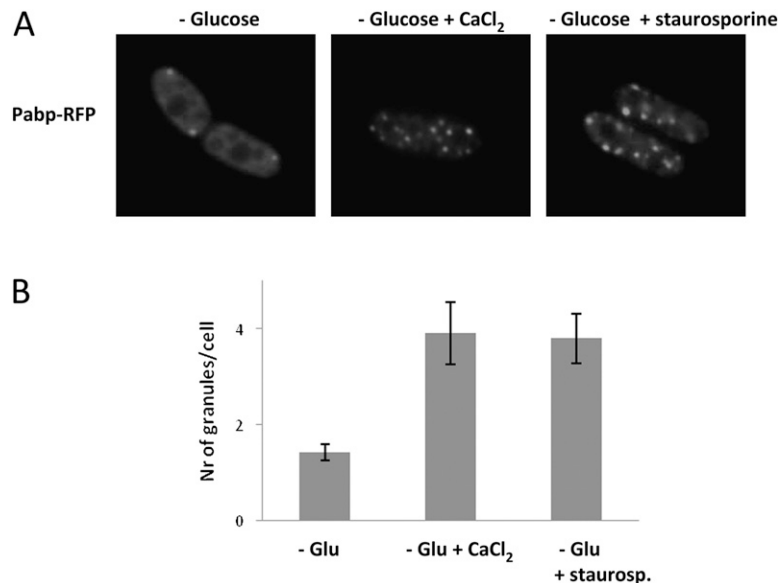 A
- Glucose
- Glucose + CaCl₂
- Glucose + staurosporine
Pabp-RFP
B
Nr of granules/cell
4
2
0
- Glu
- Glu + CaCl₂
- Glu
+ staurosp.